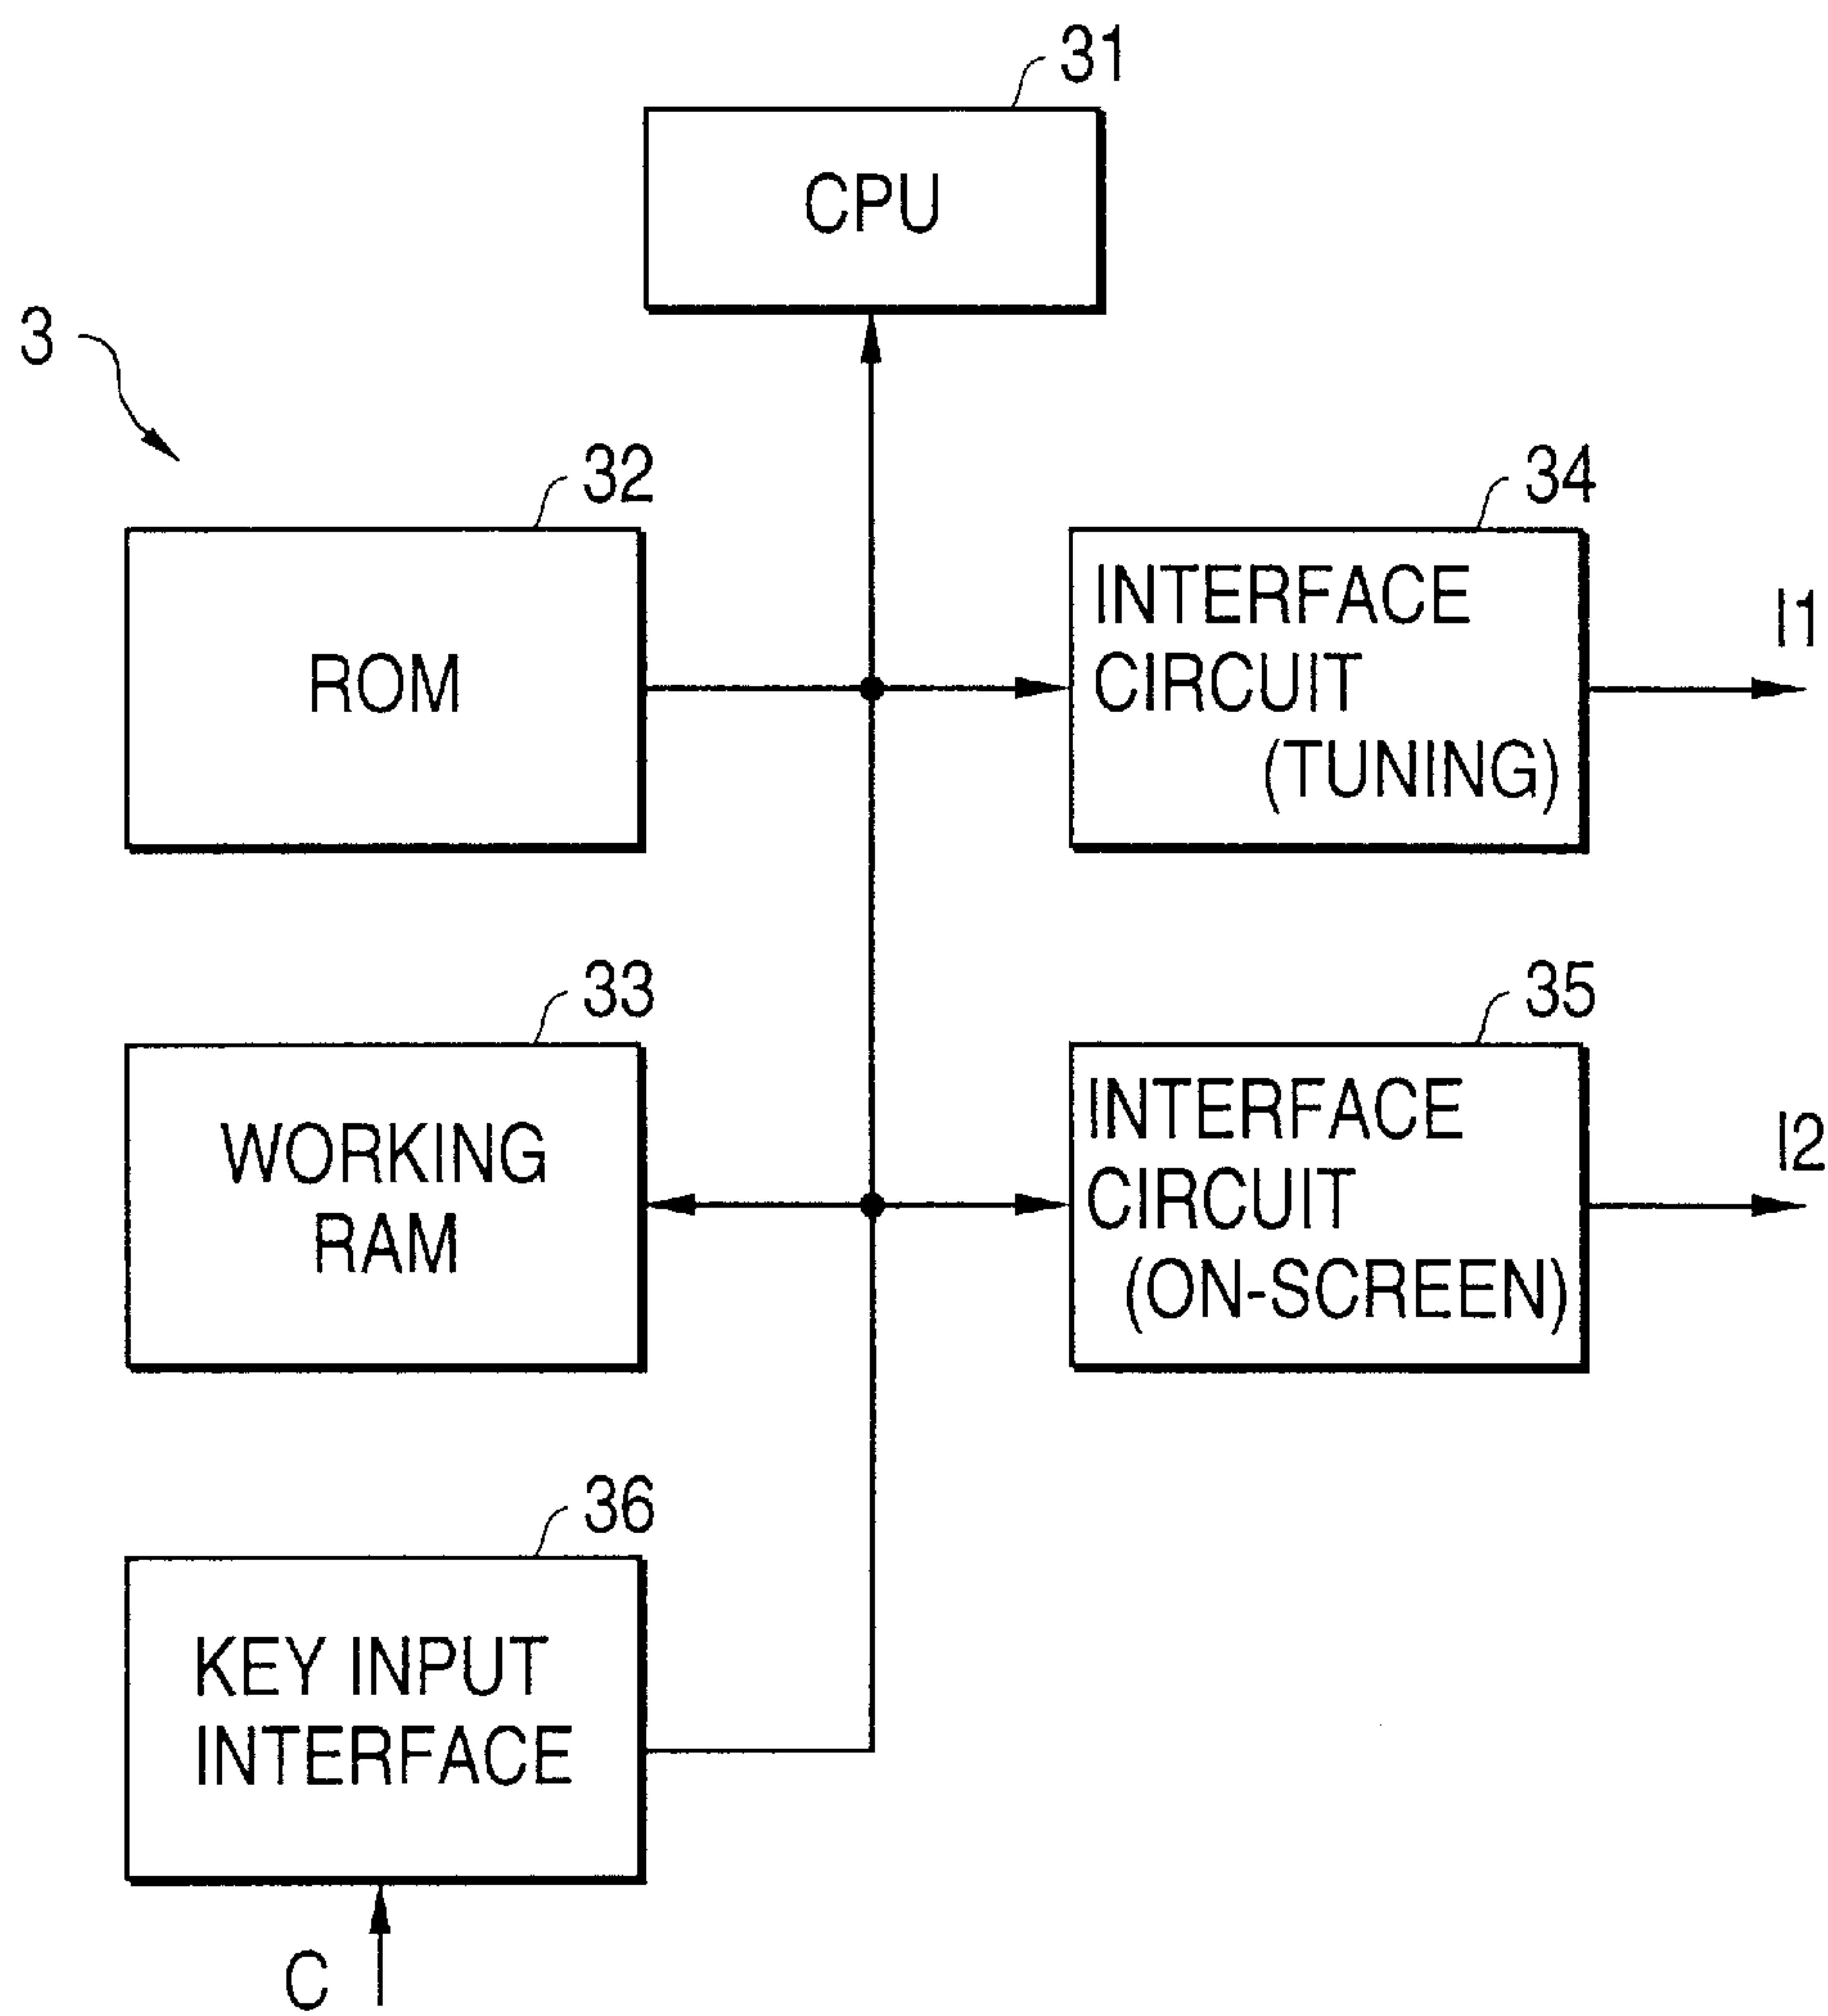 31
CPU
3
32
ROM
34
INTERFACE
CIRCUIT
(TUNING)
I1
33
WORKING
RAM
35
INTERFACE
CIRCUIT
(ON-SCREEN)
I2
36
KEY INPUT
INTERFACE
C